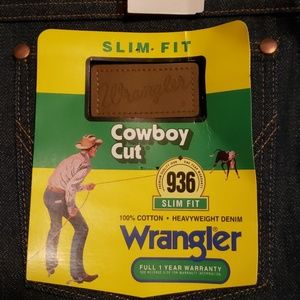 SLIM·FIT
Wrangler
Cowboy
Cut
936
SLIM FIT
100% COTTON • HEAVYWEIGHT DENIM
Wrangler®
FULL 1 YEAR WARRANTY